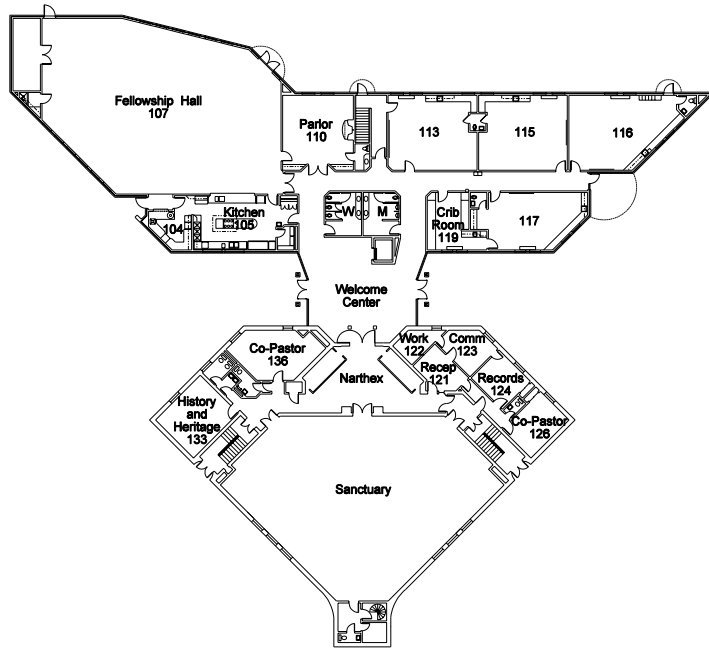 Fellowship Hall
107
Parlor
110
113
115
116
104
Kitchen
105
W
M
Crib
Room
119
117
Welcome
Center
Co-Pastor
136
Work
122
Comm
123
Recep
121
Narthex
Records
124
History
and
Heritage
133
Co-Pastor
126
Sanctuary